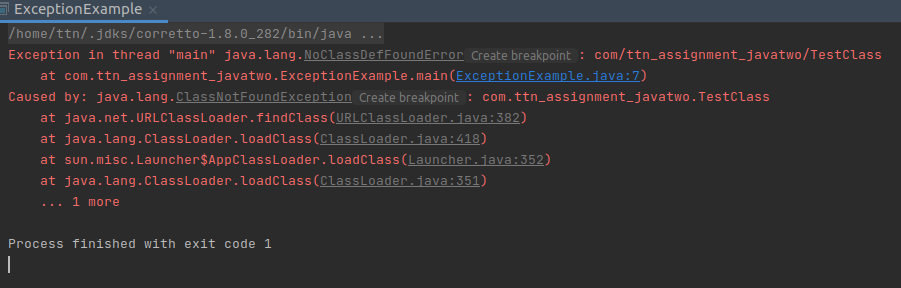 ExceptionExample
/home/ttn/.jdks/corretto-1.8.0_282/bin/java ...
Exception in thread "main" java.lang.NoClassDefFoundError Create breakpoint : com/ttn_assignment_javatwo/TestClass
    at com.ttn_assignment_javatwo.ExceptionExample.main(ExceptionExample.java:7)
Caused by: java.lang.ClassNotFoundException Create breakpoint : com.ttn_assignment_javatwo.TestClass
    at java.net.URLClassLoader.findClass(URLClassLoader.java:382)
    at java.lang.ClassLoader.loadClass(ClassLoader.java:418)
    at sun.misc.Launcher$AppClassLoader.loadClass(Launcher.java:352)
    at java.lang.ClassLoader.loadClass(ClassLoader.java:351)
    ... 1 more
Process finished with exit code 1